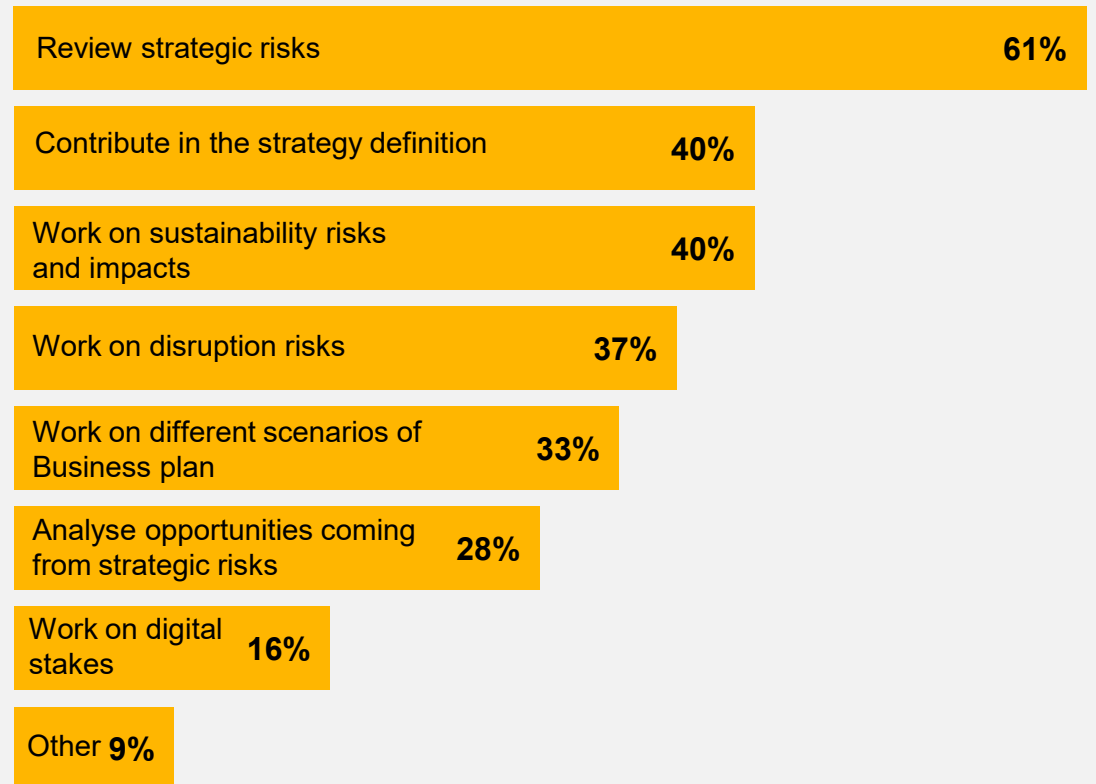 Review strategic risks 61%
Contribute in the strategy definition 40%
Work on sustainability risks
and impacts 40%
Work on disruption risks 37%
Work on different scenarios of
Business plan 33%
Analyse opportunities coming
from strategic risks 28%
Work on digital
stakes 16%
Other 9%